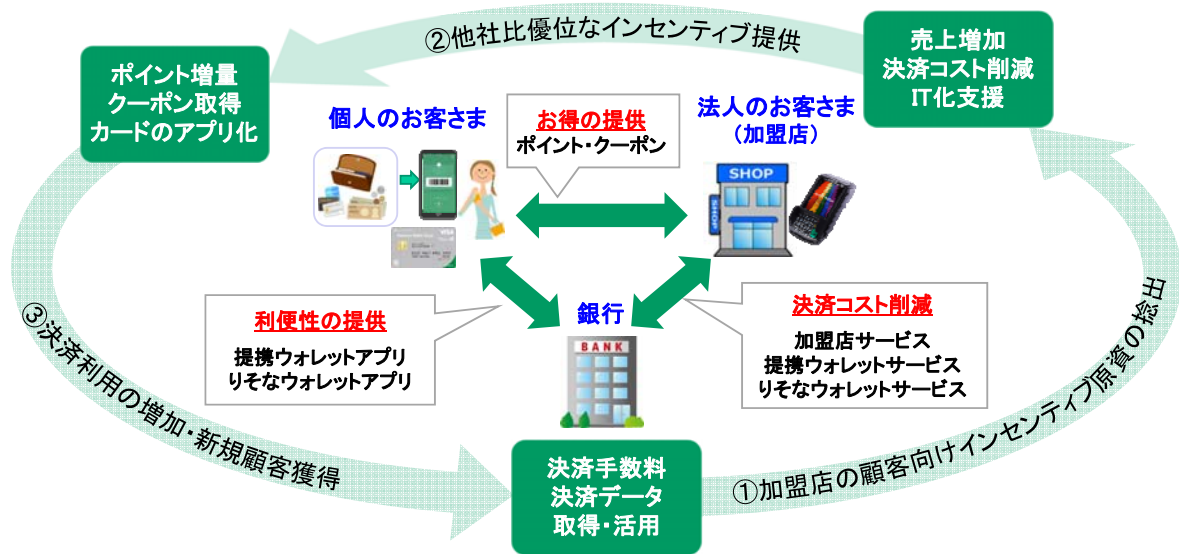 ②他社比優位なインセンティブ提供
ポイント増量
クーポン取得
カードのアプリ化
売上増加
決済コスト削減
IT化支援
個人のお客さま
お得の提供
ポイント・クーポン
法人のお客さま
(加盟店)
SHOP
SHOP
VISA
利便性の提供
提携ウォレットアプリ
りそなウォレットアプリ
銀行
BANK
決済コスト削減
加盟店サービス
提携ウォレットサービス
りそなウォレットサービス
③決済利用の増加・新規顧客獲得
決済手数料
決済データ
取得・活用
①加盟店の顧客向けインセンティブ原資の捻出